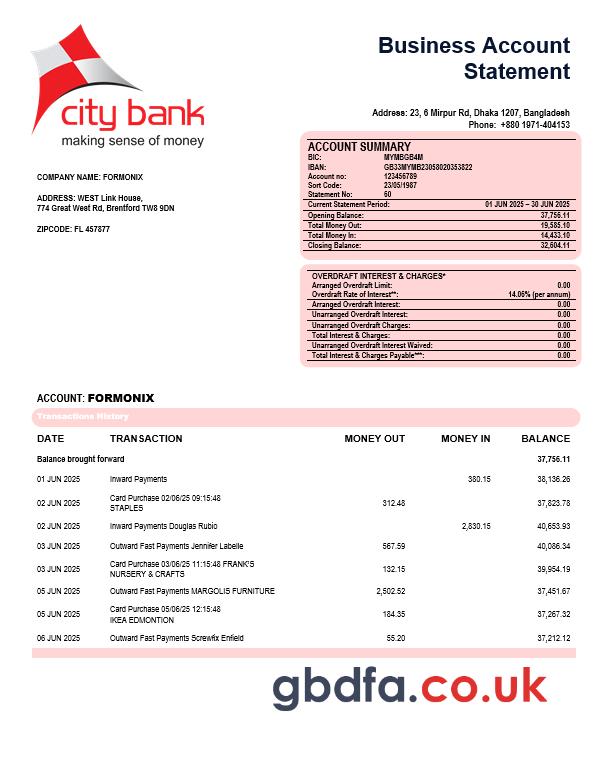 city bank
making sense of money
Business Account
Statement
Address: 23, 6 Mirpur Rd, Dhaka 1207, Bangladesh
Phone: +880 1971-404153
COMPANY NAME: FORMONIX
ADDRESS: WEST Link House,
774 Great West Rd, Brentford TW8 9DN
ZIPCODE: FL 457877
ACCOUNT SUMMARY
BIC: MYMBGB4M
IBAN: GB33MYMB23058020353822
Account no: 123456789
Sort Code: 23/05/1987
Statement No: 60
Current Statement Period: 01 JUN 2025 – 30 JUN 2025
Opening Balance: 37,756.11
Total Money Out: 19,585.10
Total Money In: 14,433.10
Closing Balance: 32,604.11
OVERDRAFT INTEREST & CHARGES*
Arranged Overdraft Limit: 0.00
Overdraft Rate of Interest**: 14.06% (per annum)
Arranged Overdraft Interest: 0.00
Unarranged Overdraft Interest: 0.00
Unarranged Overdraft Charges: 0.00
Total Interest & Charges: 0.00
Unarranged Overdraft Interest Waived: 0.00
Total Interest & Charges Payable***: 0.00
ACCOUNT: FORMONIX
Transactions History
DATE TRANSACTION MONEY OUT MONEY IN BALANCE
Balance brought forward 37,756.11
01 JUN 2025 Inward Payments 380.15 38,136.26
02 JUN 2025 Card Purchase 02/06/25 09:15:48 312.48 37,823.78
STAPLES
02 JUN 2025 Inward Payments Douglas Rubio 2,830.15 40,653.93
03 JUN 2025 Outward Fast Payments Jennifer Labelle 567.59 40,086.34
03 JUN 2025 Card Purchase 03/06/25 11:15:48 FRANK'S 132.15 39,954.19
NURSERY & CRAFTS
05 JUN 2025 Outward Fast Payments MARGOLIS FURNITURE 2,502.52 37,451.67
05 JUN 2025 Card Purchase 05/06/25 12:15:48 184.35 37,267.32
IKEA EDMONTION
06 JUN 2025 Outward Fast Payments Screwfix Enfield 55.20 37,212.12
gbdfa.co.uk